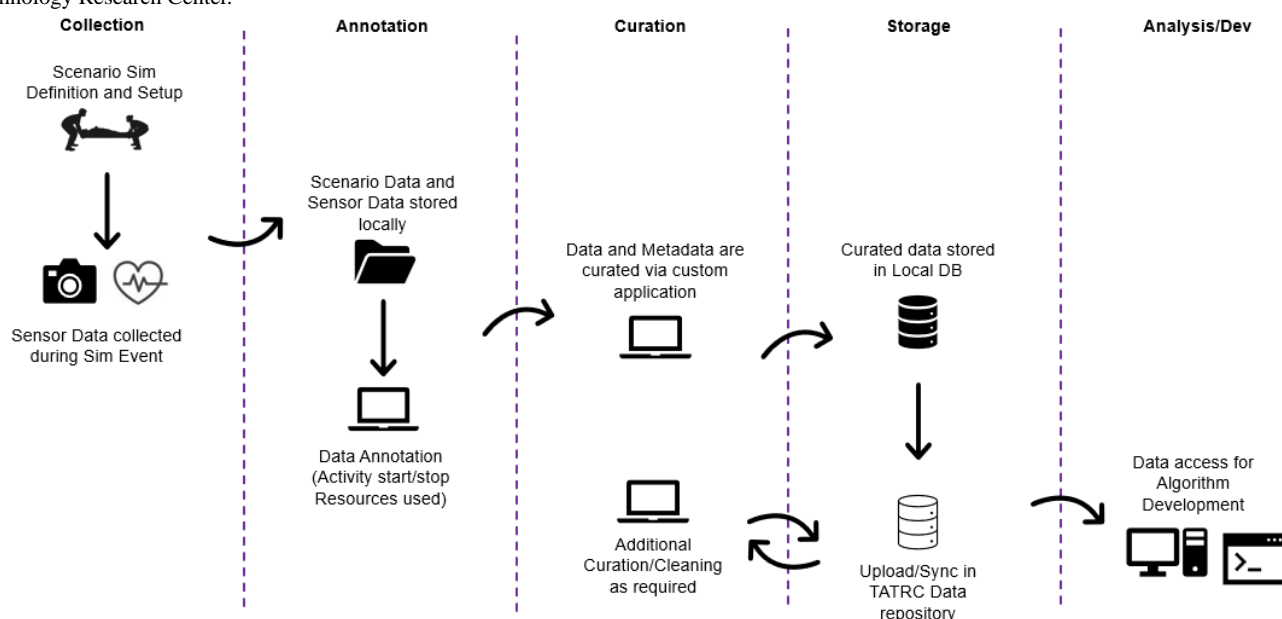 Technology Research Center.
Collection
Annotation
Curation
Storage
Analysis/Dev
Scenario Sim
Definition and Setup
Sensor Data collected
during Sim Event
Scenario Data and
Sensor Data stored
locally
Data Annotation
(Activity start/stop
Resources used)
Data and Metadata are
curated via custom
application
Additional
Curation/Cleaning
as required
Curated data stored
in Local DB
Upload/Sync in
TATRC Data
repository
Data access for
Algorithm
Development